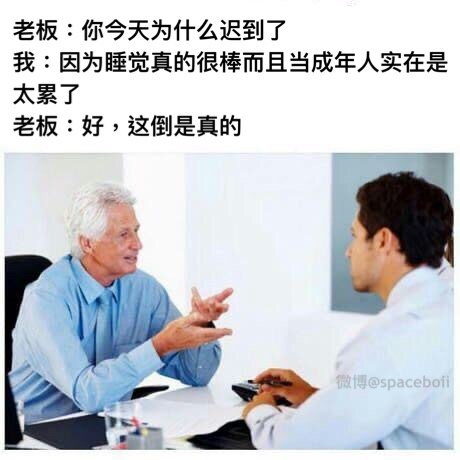 老板：你今天为什么迟到了
我：因为睡觉真的很棒而且当成年人实在是
太累了
老板：好，这倒是真的
微博@spaceboii